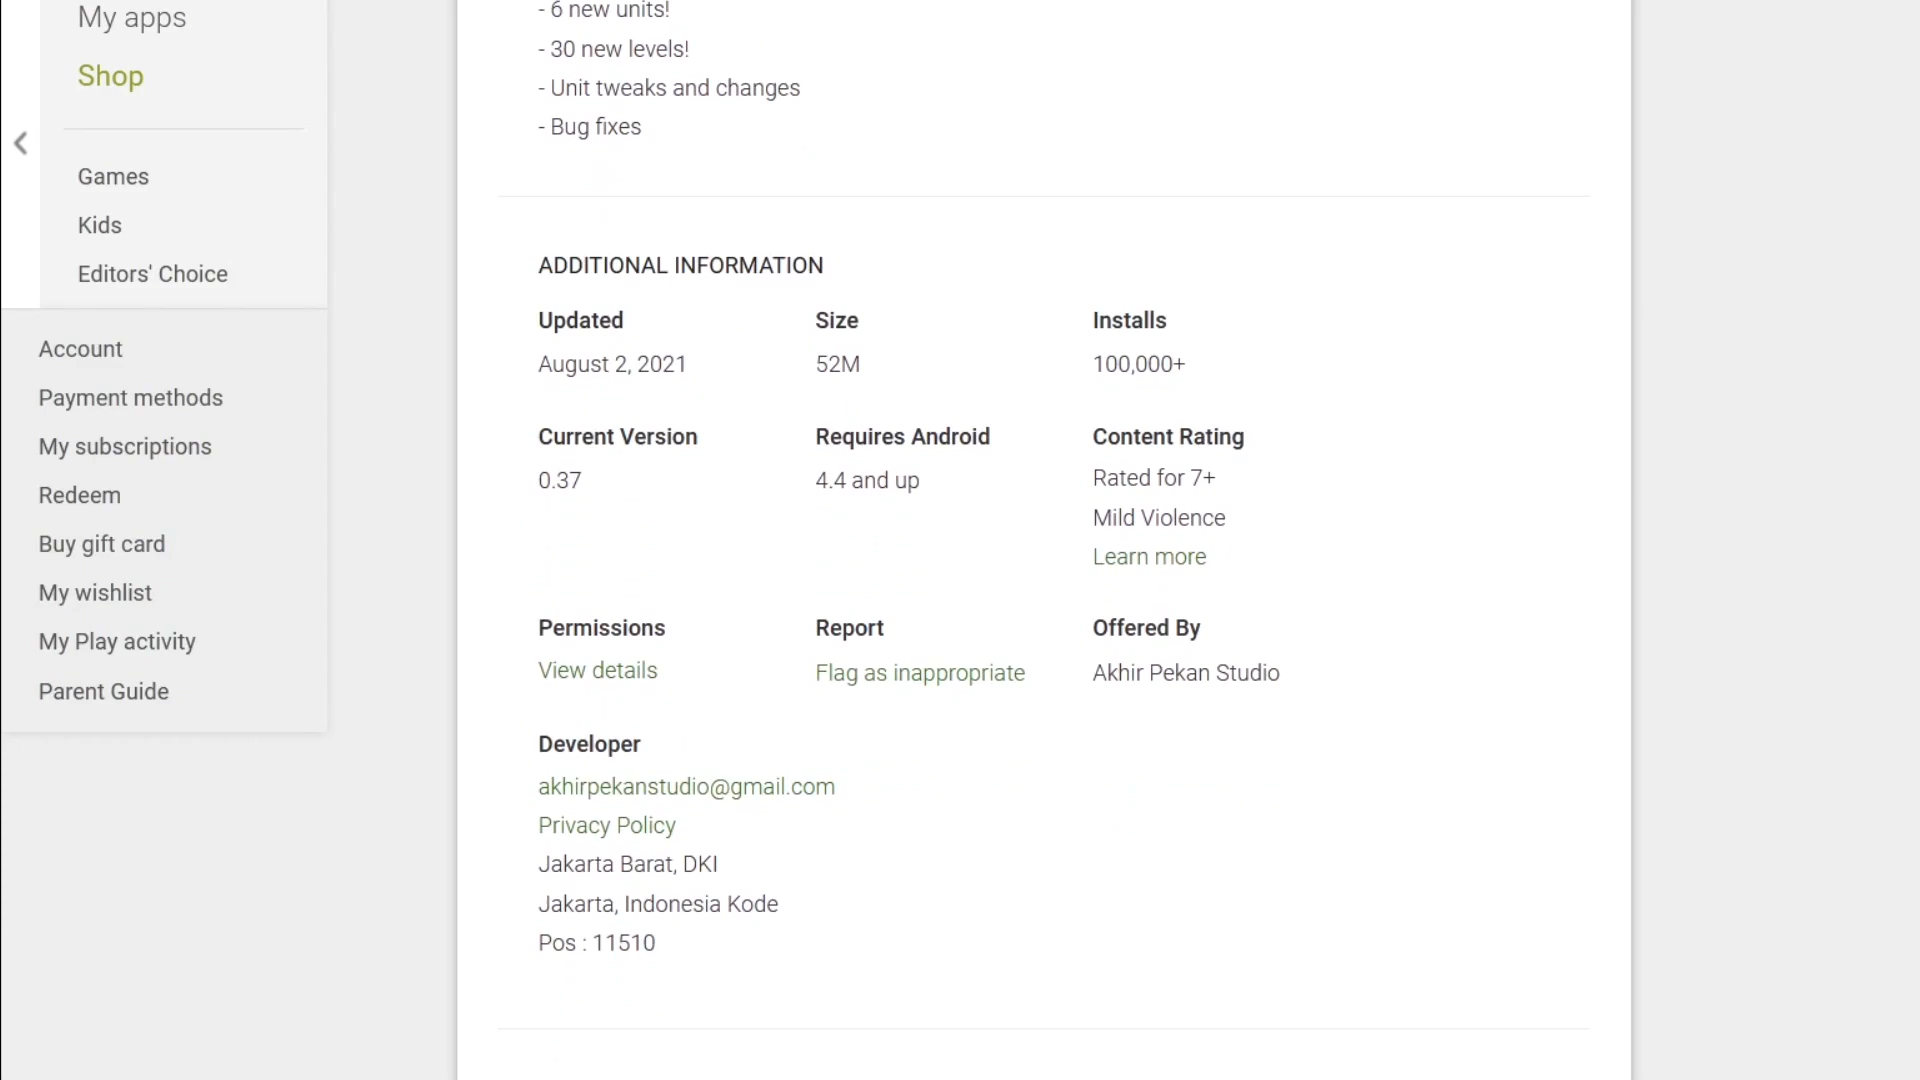 My apps
Shop
Games
Kids
Editors' Choice
Account
Payment methods
My subscriptions
Redeem
Buy gift card
My wishlist
My Play activity
Parent Guide
- 6 new units!
- 30 new levels!
- Unit tweaks and changes
- Bug fixes
ADDITIONAL INFORMATION
Updated
August 2, 2021
Size
52M
Installs
100,000+
Current Version
0.37
Requires Android
4.4 and up
Content Rating
Rated for 7+
Mild Violence
Learn more
Permissions
View details
Report
Flag as inappropriate
Offered By
Akhir Pekan Studio
Developer
akhirpekanstudio@gmail.com
Privacy Policy
Jakarta Barat, DKI
Jakarta, Indonesia Kode
Pos : 11510